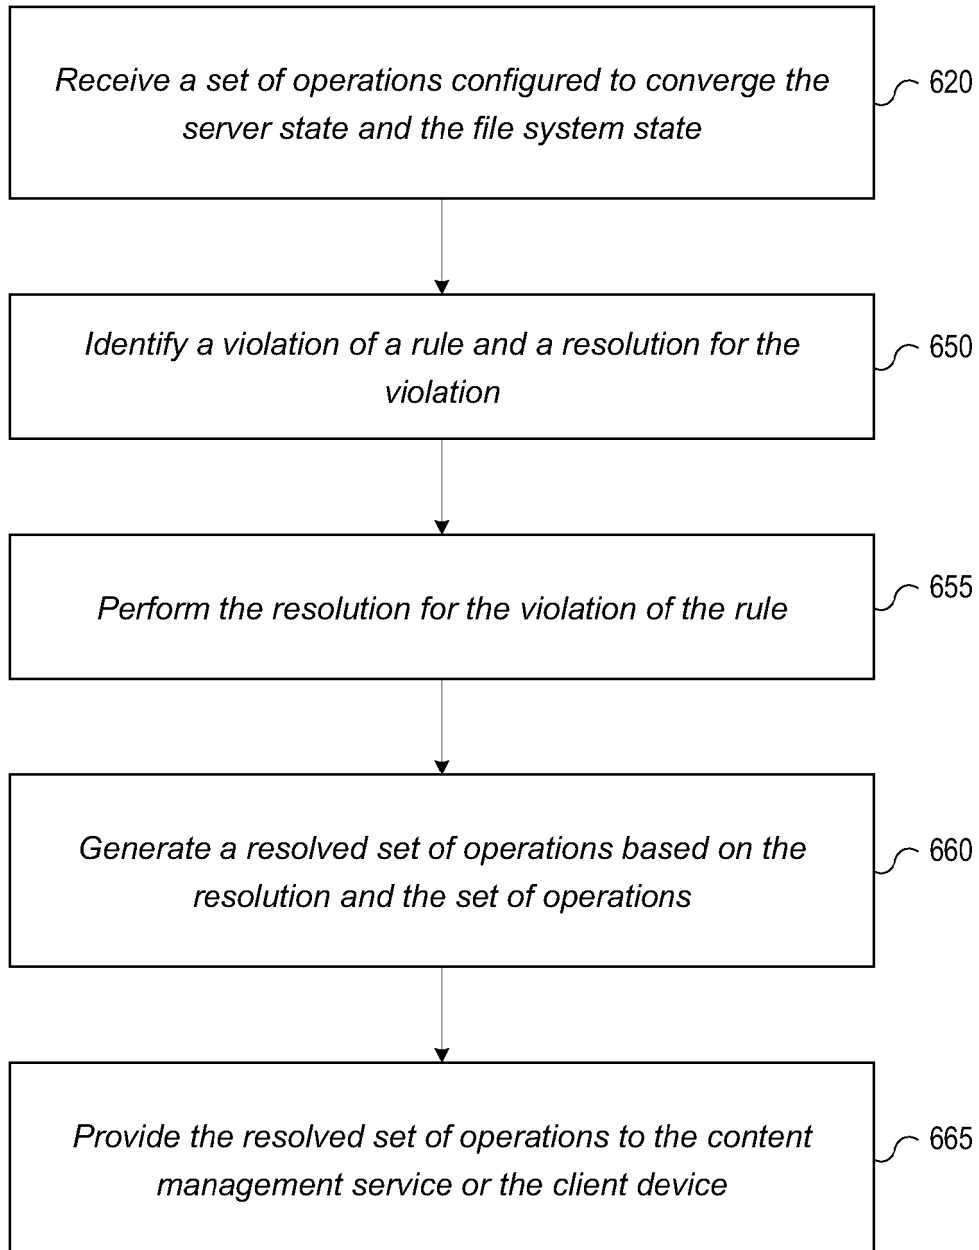 Receive a set of operations configured to converge the
server state and the file system state
620
Identify a violation of a rule and a resolution for the
violation
650
Perform the resolution for the violation of the rule
655
Generate a resolved set of operations based on the
resolution and the set of operations
660
Provide the resolved set of operations to the content
management service or the client device
665